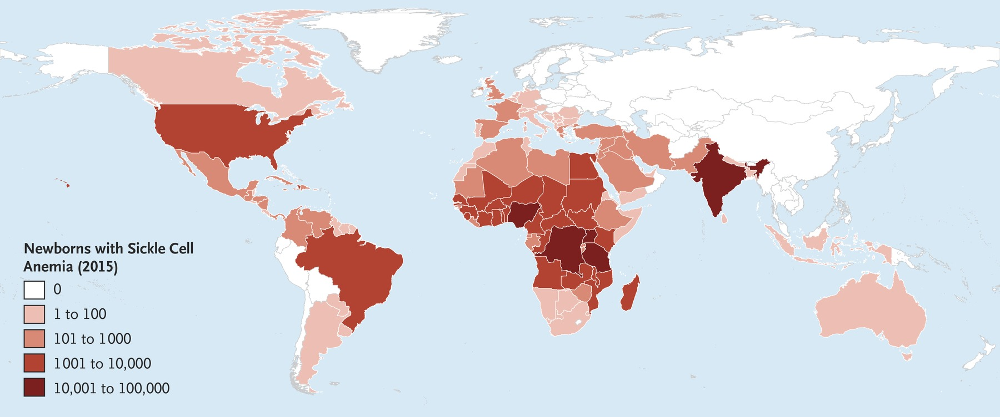 Newborns with Sickle Cell
Anemia (2015)
0
1 to 100
101 to 1000
1001 to 10,000
10,001 to 100,000